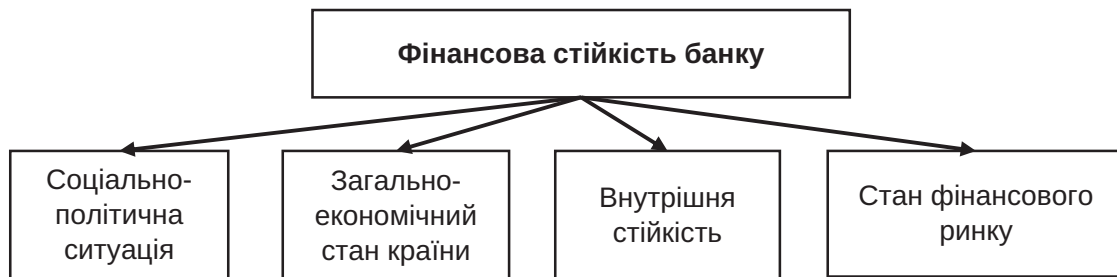 Фінансова стійкість банку
Соціально-
політична
ситуація
Загально-
економічний
стан країни
Внутрішня
стійкість
Стан фінансового
ринку